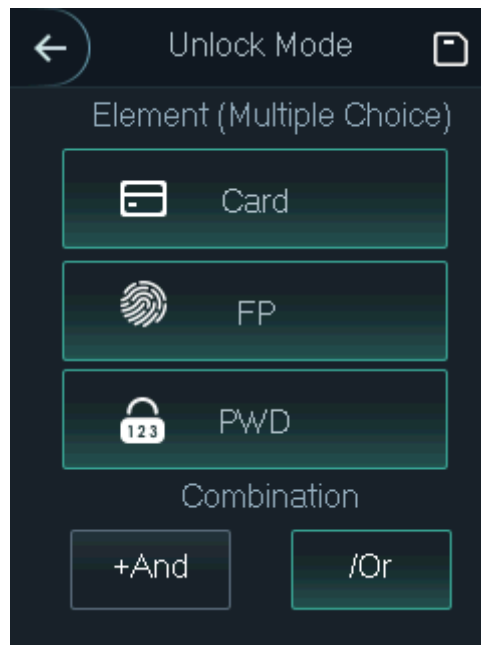 Unlock Mode
Element (Multiple Choice)
Card
FP
123
PWD
Combination
+And
/Or